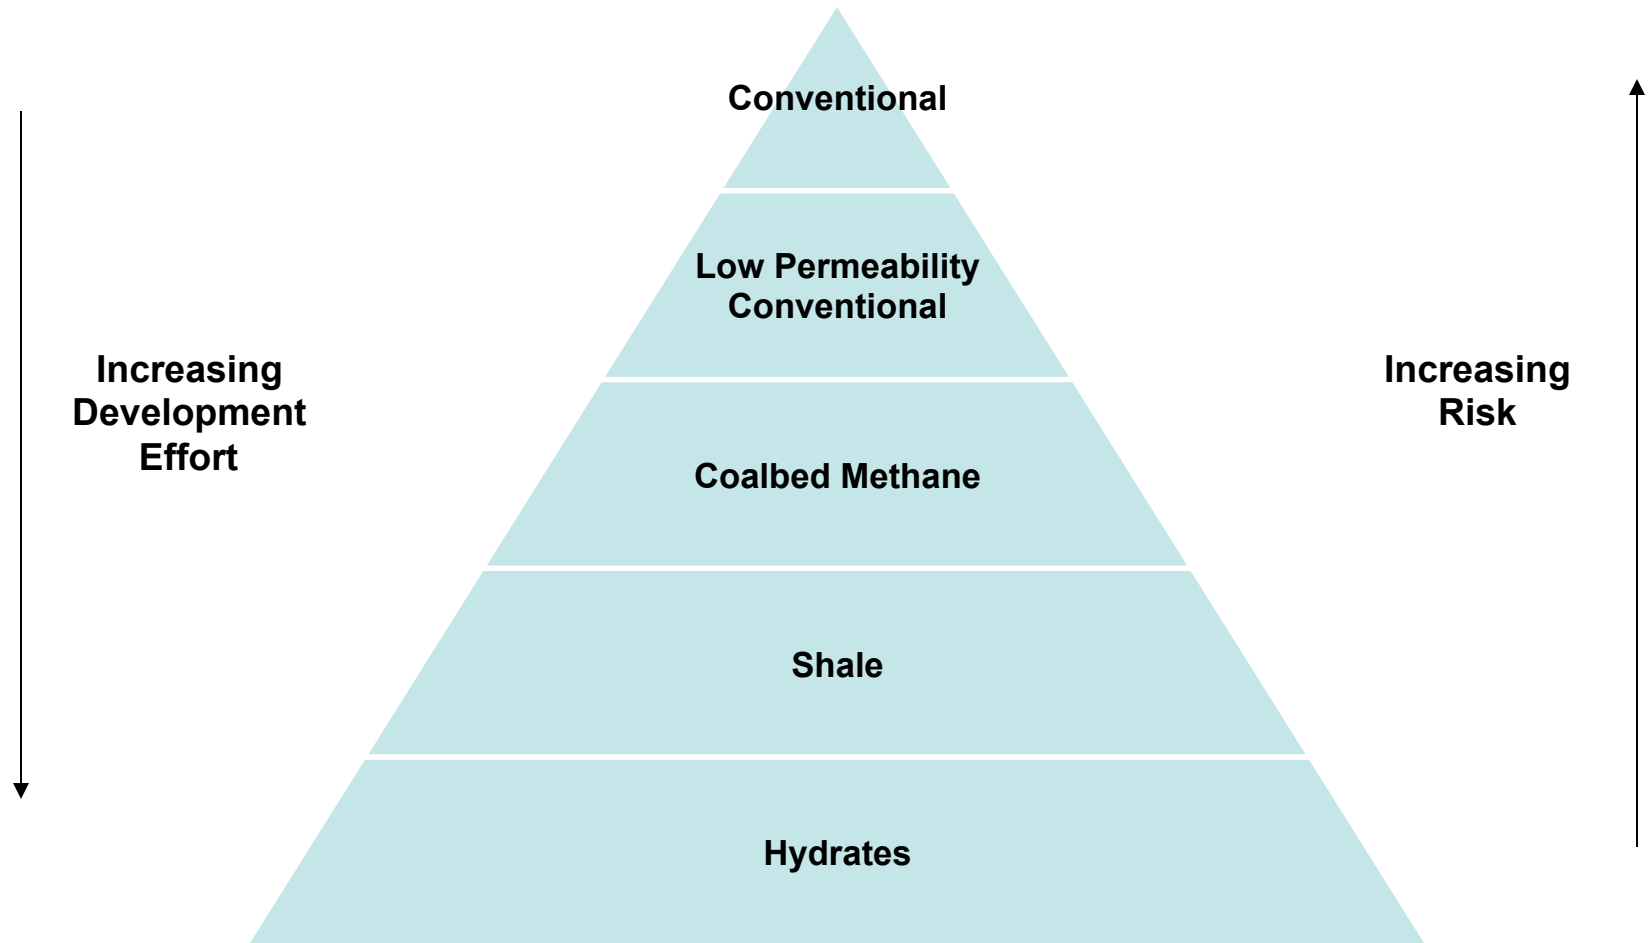 Conventional
Low Permeability
Conventional
Increasing
Development
Effort
Increasing
Risk
Coalbed Methane
Shale
Hydrates